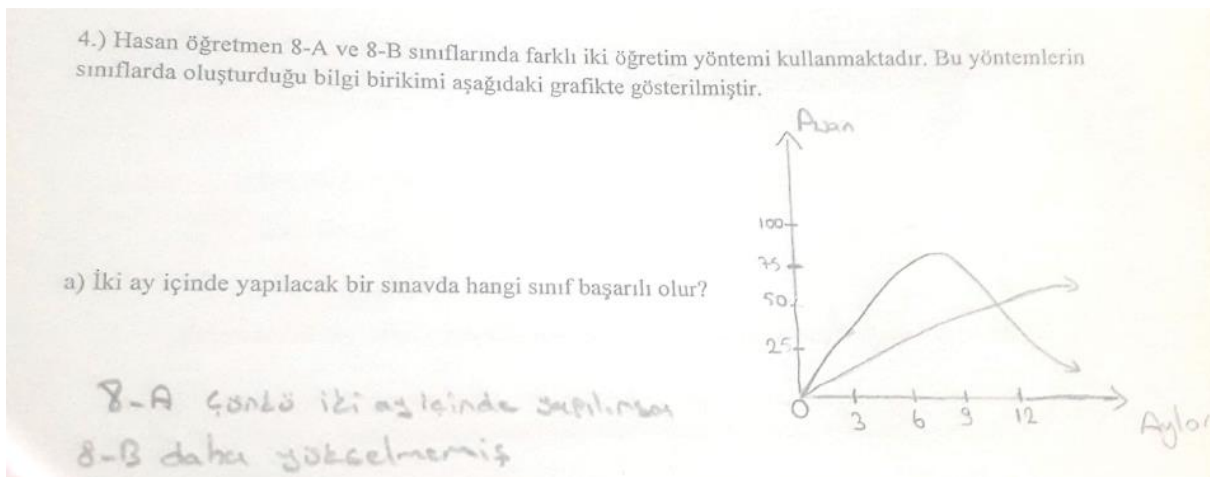 4.) Hasan öğretmen 8-A ve 8-B sınıflarında farklı iki öğretim yöntemi kullanmaktadır. Bu yöntemlerin
sınıflarda oluşturduğu bilgi birikimi aşağıdaki grafikte gösterilmiştir.
Puan
100
75
50
25
0
3
6
9
12
Aylar
a) İki ay içinde yapılacak bir sınavda hangi sınıf başarılı olur?
8-A Çünkü iki ay içinde yapılırsa
8-B daha yükselmemiş